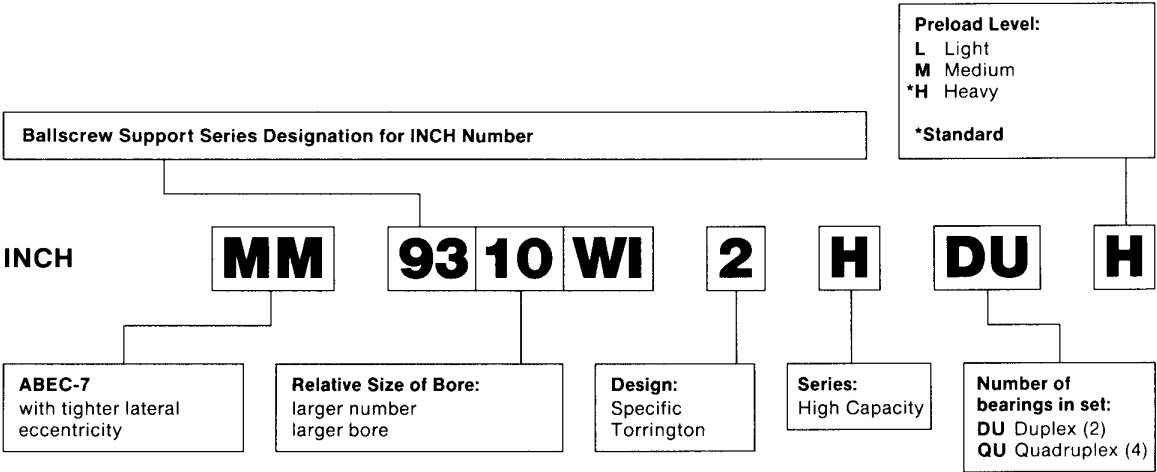 Preload Level:
L Light
M Medium
*H Heavy
*Standard
Ballscrew Support Series Designation for INCH Number
INCH MM 93 10 WI 2 H DU H
ABEC-7
with tighter lateral
eccentricity
Relative Size of Bore:
larger number
larger bore
Design:
Specific
Torrington
Series:
High Capacity
Number of
bearings in set:
DU Duplex (2)
QU Quadruplex (4)